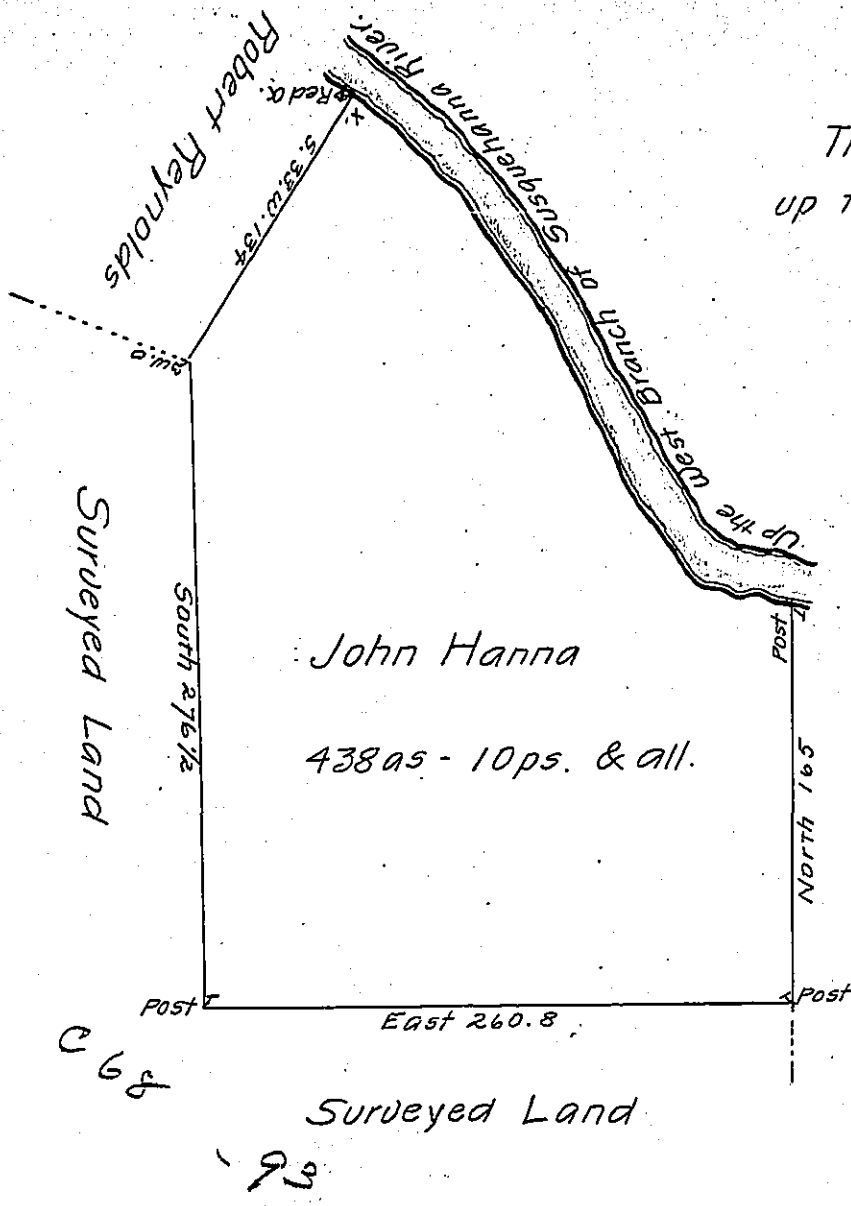 Robert Reynolds
Red a.
X'
S.33.W.134
Up the West Branch of Susquehanna River.
up
2w.o
Surveyed Land
South 276 1/2
John Hanna
438as - 10ps. & all.
Post
North 165
Post
Post
East 260.8
C 68
Surveyed Land
'93